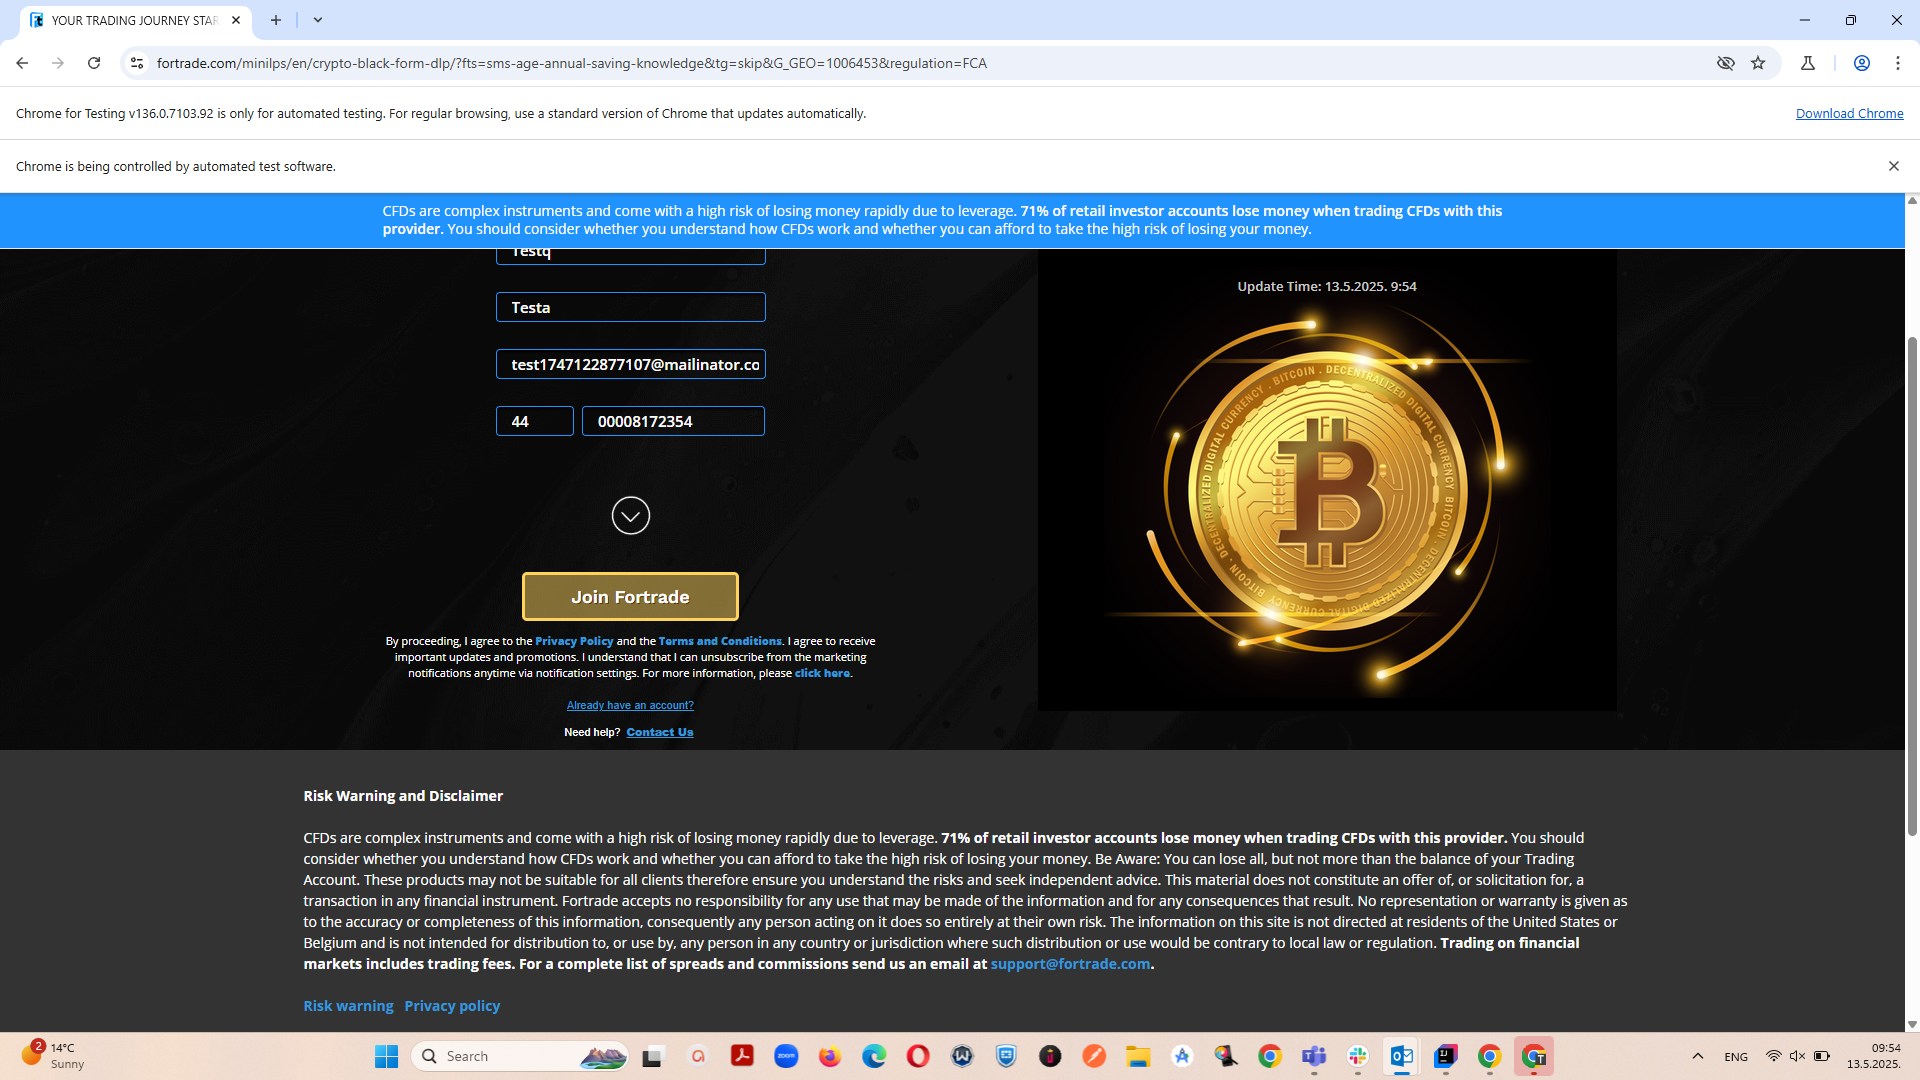 YOUR TRADING JOURNEY STAR
fortrade.com/minilps/en/crypto-black-form-dlp/?fts=sms-age-annual-saving-knowledge&tg=skip&G_GEO=1006453&regulation=FCA
Chrome for Testing v136.0.7103.92 is only for automated testing. For regular browsing, use a standard version of Chrome that updates automatically.
Download Chrome
Chrome is being controlled by automated test software.
CFDs are complex instruments and come with a high risk of losing money rapidly due to leverage. 71% of retail investor accounts lose money when trading CFDs with this
provider. You should consider whether you understand how CFDs work and whether you can afford to take the high risk of losing your money.
Testq
Testa
test1747122877107@mailinator.co
44
00008172354
Join Fortrade
By proceeding, I agree to the Privacy Policy and the Terms and Conditions. I agree to receive
important updates and promotions. I understand that I can unsubscribe from the marketing
notifications anytime via notification settings. For more information, please click here.
Already have an account?
Need help? Contact Us
Update Time: 13.5.2025. 9:54
BITCOIN . DECENTRALIZED DIGITAL CURRENCY
BITCOIN . DECENTRALIZED DIGITAL CURRENCY
Risk Warning and Disclaimer
CFDs are complex instruments and come with a high risk of losing money rapidly due to leverage. 71% of retail investor accounts lose money when trading CFDs with this provider. You should
consider whether you understand how CFDs work and whether you can afford to take the high risk of losing your money. Be Aware: You can lose all, but not more than the balance of your Trading
Account. These products may not be suitable for all clients therefore ensure you understand the risks and seek independent advice. This material does not constitute an offer of, or solicitation for, a
transaction in any financial instrument. Fortrade accepts no responsibility for any use that may be made of the information and for any consequences that result. No representation or warranty is given as
to the accuracy or completeness of this information, consequently any person acting on it does so entirely at their own risk. The information on this site is not directed at residents of the United States or
Belgium and is not intended for distribution to, or use by, any person in any country or jurisdiction where such distribution or use would be contrary to local law or regulation. Trading on financial
markets includes trading fees. For a complete list of spreads and commissions send us an email at support@fortrade.com.
Risk warning Privacy policy
2
14°C
Sunny
Search
zoom
ENG
09:54
13.5.2025.